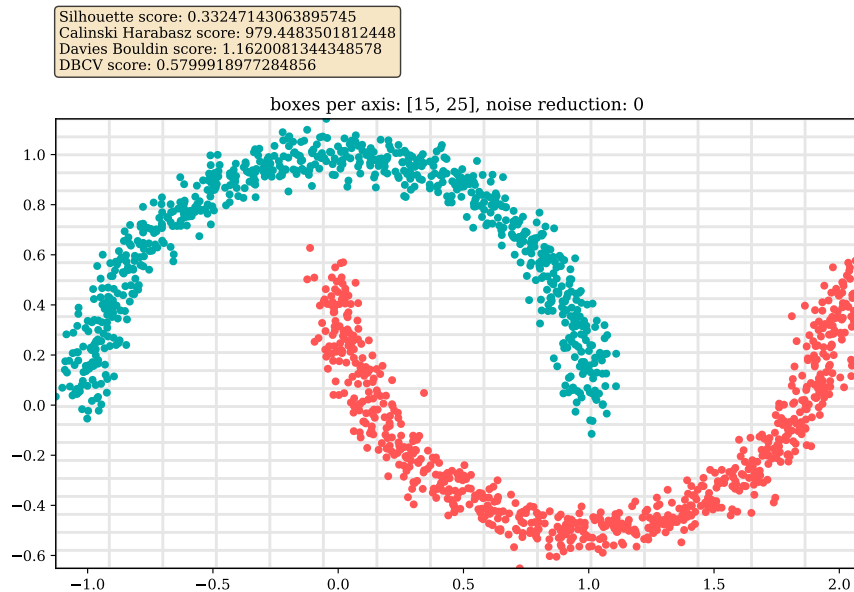 Silhouette score: 0.33247143063895745
Calinski Harabasz score: 979.4483501812448
Davies Bouldin score: 1.1620081344348578
DBCV score: 0.5799918977284856
boxes per axis: [15, 25], noise reduction: 0
1.0
0.8
0.6
0.4
0.2
0.0
−0.2
−0.4
−0.6
−1.0 −0.5 0.0 0.5 1.0 1.5 2.0